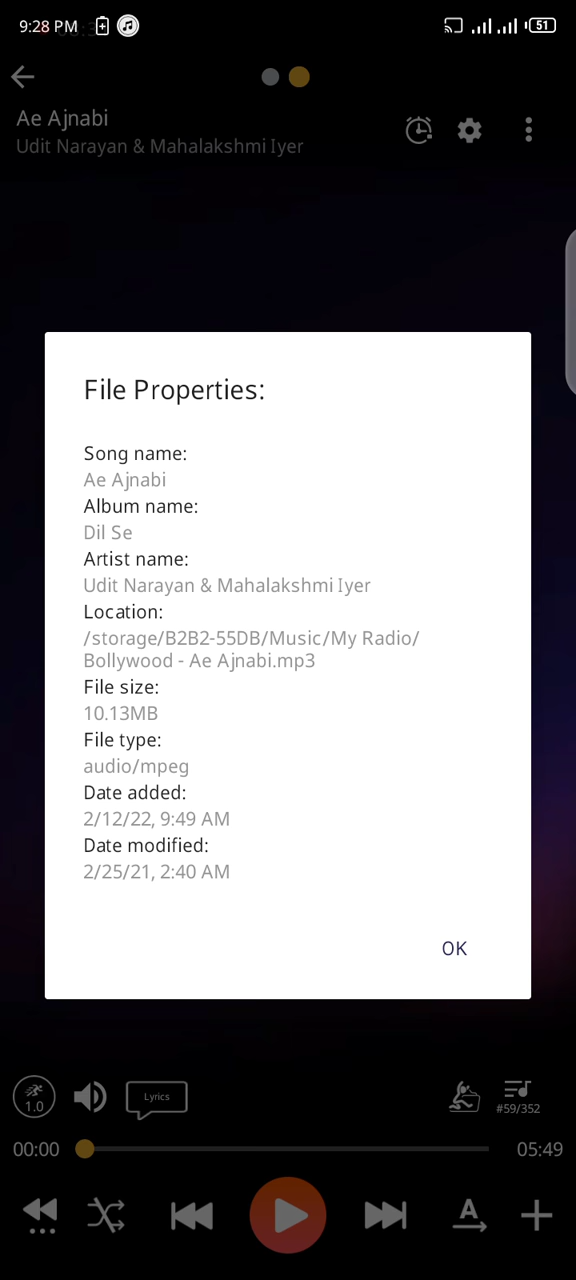 9:28 PM
51
Ae Ajnabi
Udit Narayan & Mahalakshmi Iyer
File Properties:
Song name:
Ae Ajnabi
Album name:
Dil Se
Artist name:
Udit Narayan & Mahalakshmi Iyer
Location:
/storage/B2B2-55DB/Music/My Radio/
Bollywood - Ae Ajnabi.mp3
File size:
10.13MB
File type:
audio/mpeg
Date added:
2/12/22, 9:49 AM
Date modified:
2/25/21, 2:40 AM
OK
1.0
Lyrics
#59/352
00:00
05:49
A